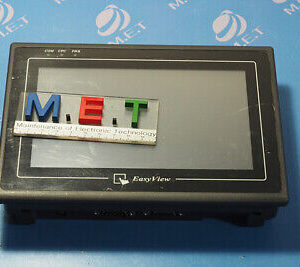 M.E.T
COM CPU PWR
M.E.T
Maintenance of Electronic Technology
EasyView